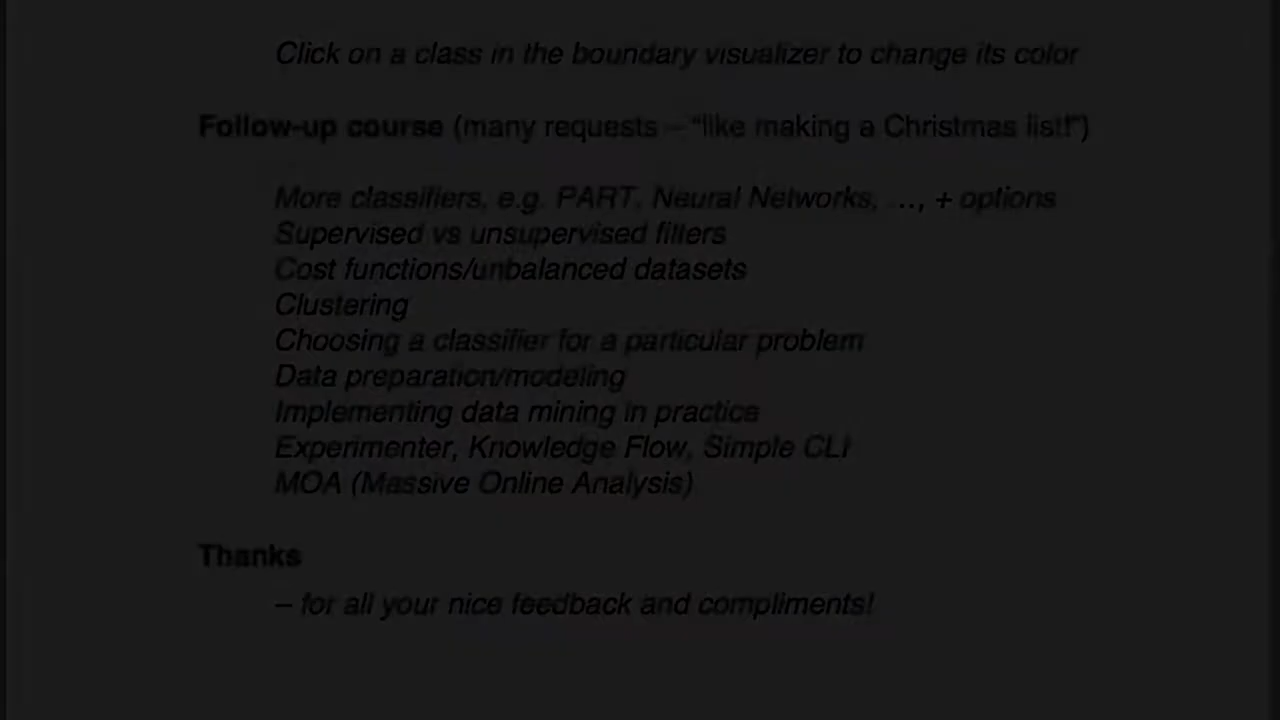 Click on a class in the boundary visualizer to change its color
Follow-up course (many requests – "like making a Christmas list!")
More classifiers, e.g. PART, Neural Networks, …, + options
Supervised vs unsupervised filters
Cost functions/unbalanced datasets
Clustering
Choosing a classifier for a particular problem
Data preparation/modeling
Implementing data mining in practice
Experimenter, Knowledge Flow, Simple CLI
MOA (Massive Online Analysis)
Thanks
– for all your nice feedback and compliments!